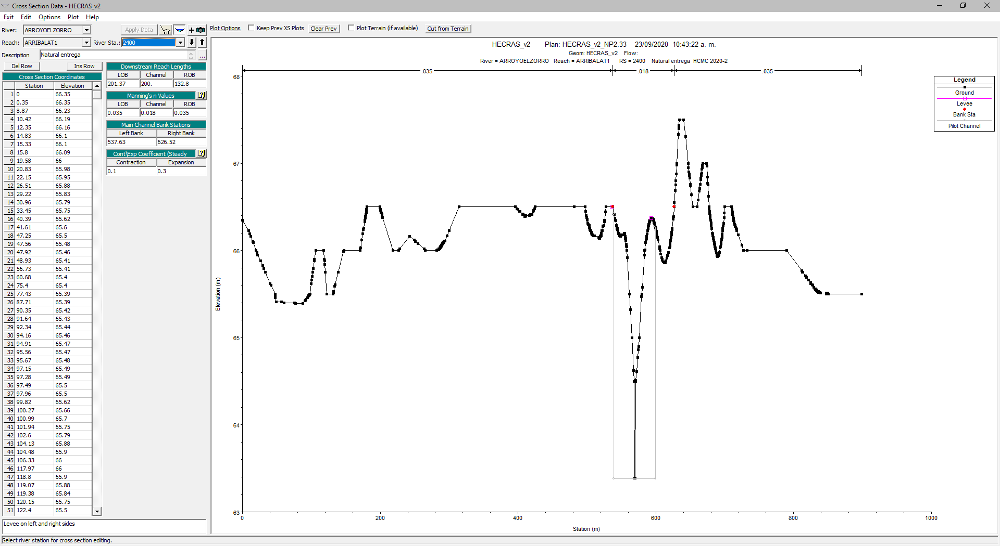 Cross Section Data - HECRAS_v2
Exit Edit Options Plot Help
River: ARROYOELZORRO Apply Data
Plot Options Keep Prev XS Plots Clear Prev Plot Terrain (if available) Cut from Terrain
Reach: ARRIBALAT1 River Sta.: 2400
Description Natural entrega ...
Del Row Ins Row
Cross Section Coordinates
Station Elevation
1 0 66.35
2 0.35 66.35
3 8.87 66.23
4 10.42 66.19
5 12.35 66.16
6 14.83 66.1
7 15.33 66.1
8 15.8 66.09
9 19.58 66
10 20.83 65.98
11 22.15 65.95
12 26.51 65.88
13 29.22 65.83
14 30.96 65.79
15 33.45 65.75
16 40.39 65.62
17 41.61 65.6
18 47.25 65.5
19 47.56 65.48
20 47.92 65.46
21 48.93 65.41
22 56.73 65.41
23 60.68 65.4
24 75.4 65.4
25 77.43 65.39
26 87.71 65.39
27 90.35 65.42
28 91.64 65.43
29 92.34 65.44
30 94.16 65.46
31 94.91 65.47
32 95.56 65.47
33 95.67 65.48
34 97.15 65.49
35 97.28 65.49
36 97.49 65.5
37 97.96 65.5
38 99.82 65.62
39 100.27 65.66
40 100.99 65.7
41 101.94 65.75
42 102.6 65.79
43 104.13 65.88
44 104.48 65.9
45 106.33 66
46 117.97 66
47 118.8 65.9
48 119.07 65.88
49 119.38 65.84
50 120.15 65.75
51 122.4 65.5
Downstream Reach Lengths
LOB Channel ROB
201.37 200. 132.8
Manning's n Values
LOB Channel ROB
0.035 0.018 0.035
Main Channel Bank Stations
Left Bank Right Bank
537.63 626.52
Cont\Exp Coefficient (Steady
Contraction Expansion
0.1 0.3
HECRAS_v2 Plan: HECRAS_v2_NP2.33 23/09/2020 10:43:22 a. m.
Geom: HECRAS_v2 Flow:
River = ARROYOELZORRO Reach = ARRIBALAT1 RS = 2400 Natural entrega HCMC 2020-2
.035 .018 .035
68
67
66
65
64
63
Elevation (m)
0 200 400 600 800 1000
Station (m)
Legend
Ground
Levee
Bank Sta
Pilot Channel
Levee on left and right sides
Select river station for cross section editing.